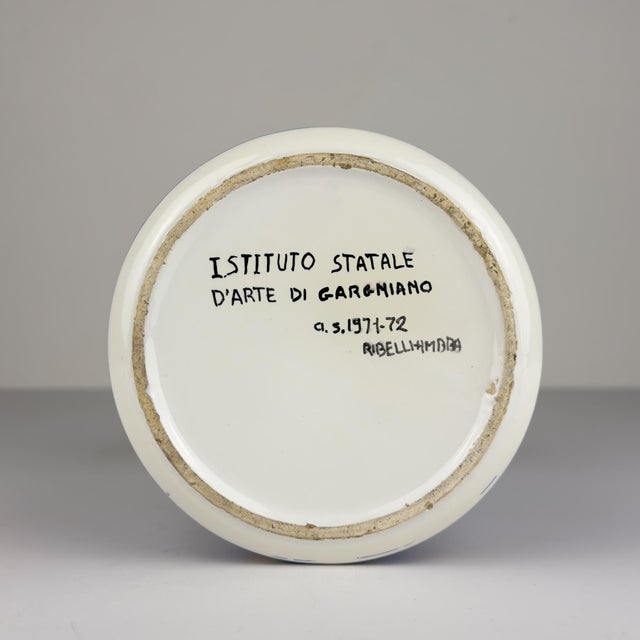 ISTITUTO STATALE
D'ARTE DI GARGNIANO
a.s. 1971-72